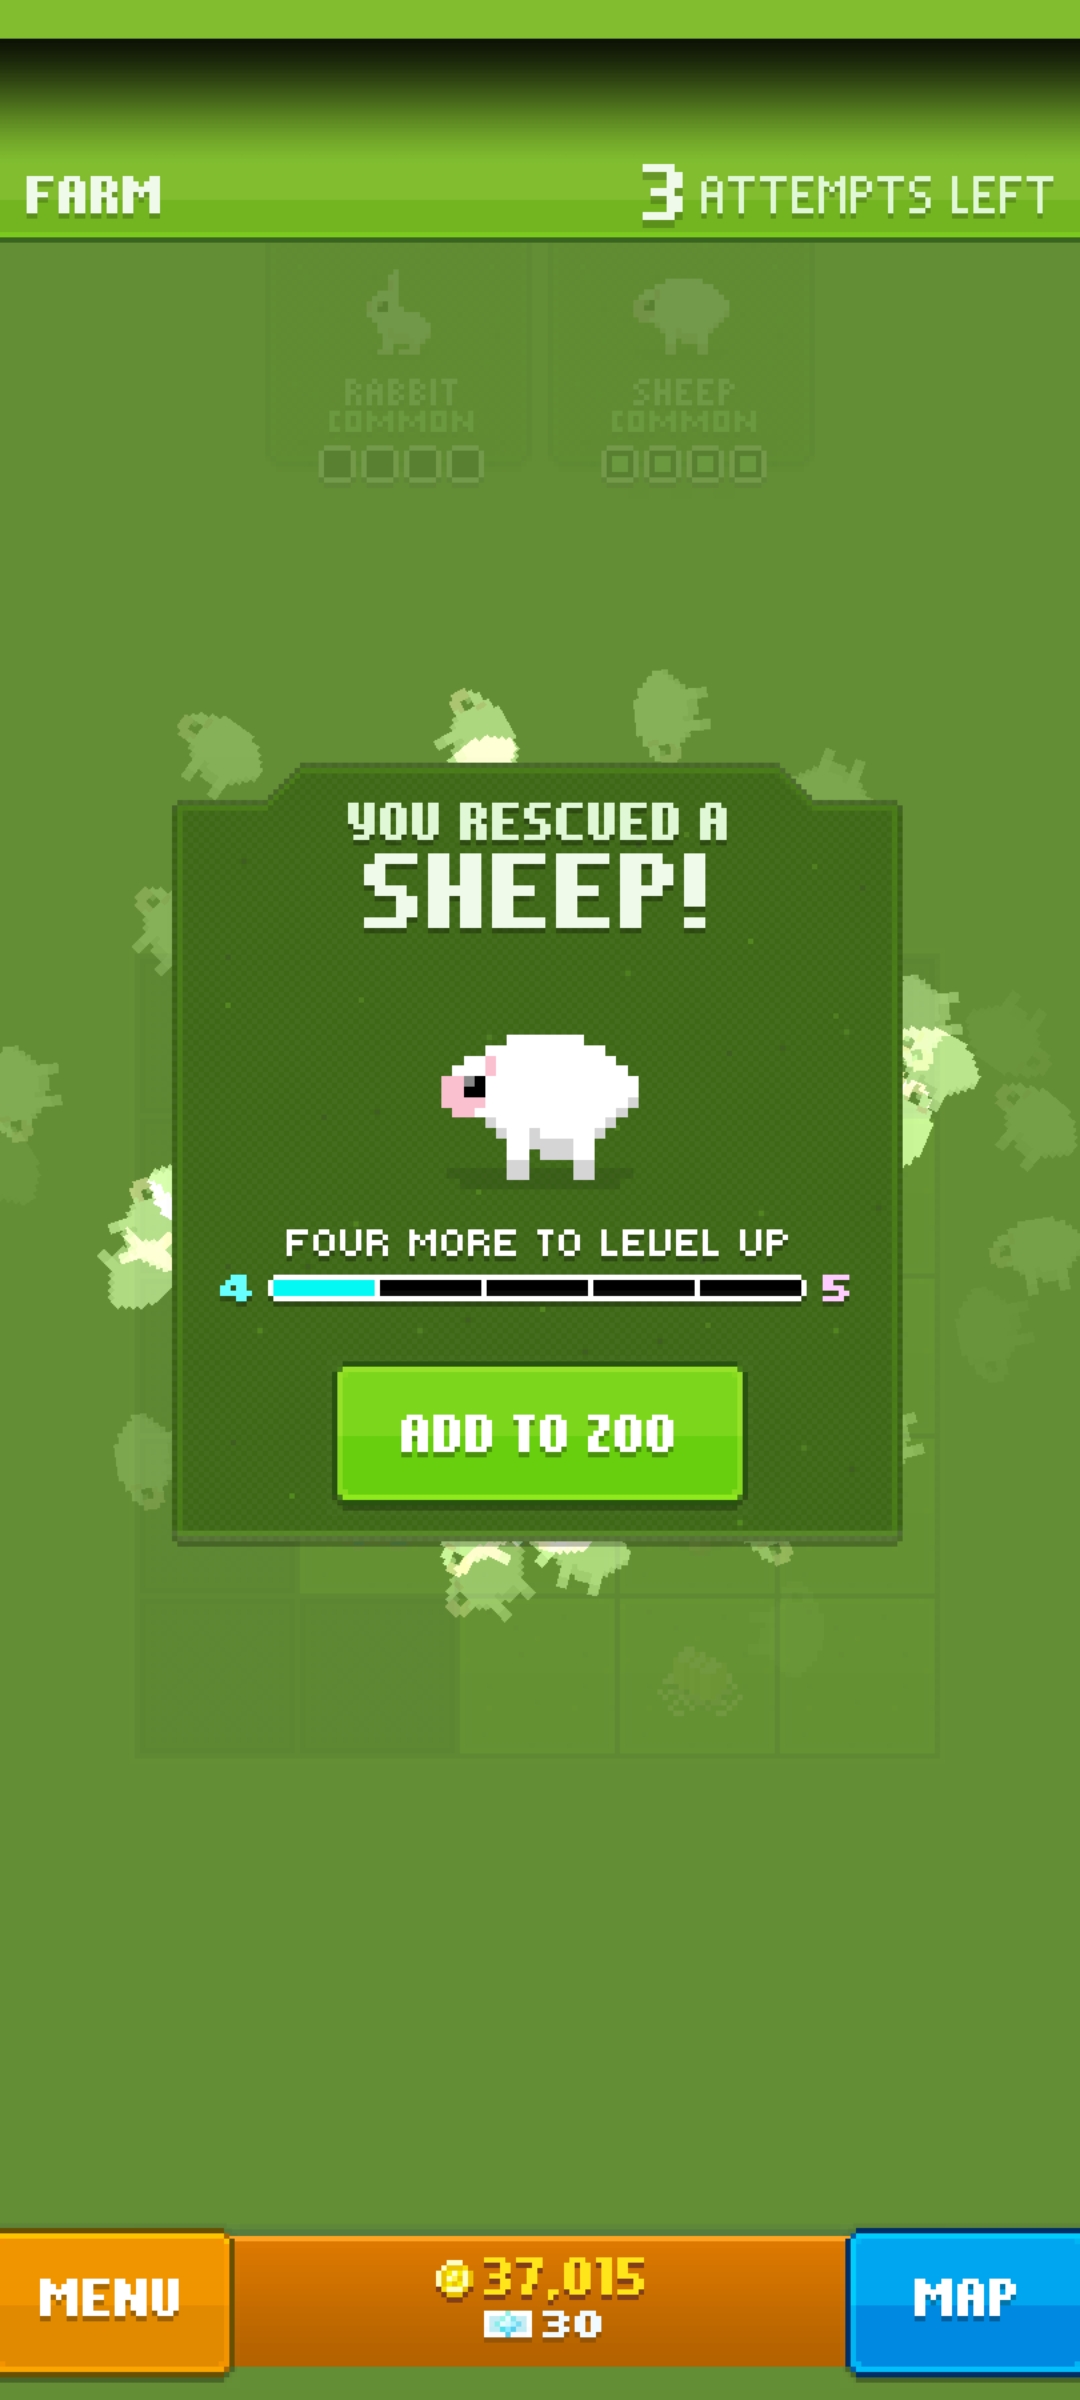 FARM
3 ATTEMPTS LEFT
RABBIT
COMMON
SHEEP
COMMON
YOU RESCUED A
SHEEP!
FOUR MORE TO LEVEL UP
4
5
ADD TO ZOO
MENU
37,015
30
MAP